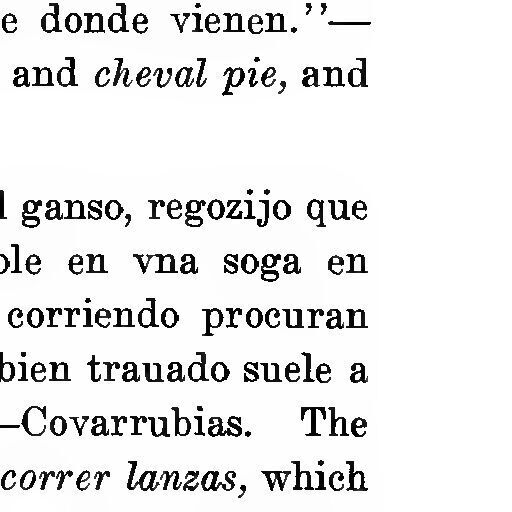 e donde vienen."—
and cheval pie, and
l ganso, regozijo que
ole en vna soga en
corriendo procuran
bien trauado suele a
—Covarrubias. The
correr lanzas, which